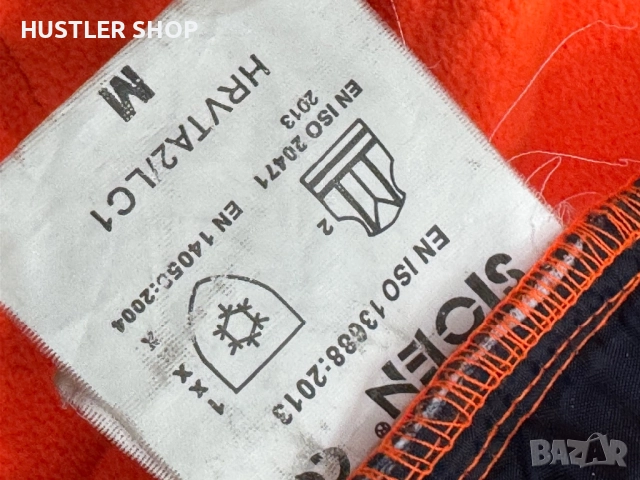 HUSTLER SHOP
SIOEN®
EN ISO 13688:2013
EN ISO 20471
2013
2
EN 14058:2004
1
x
x
x
HRVTA2/LC1
M
BAZAR